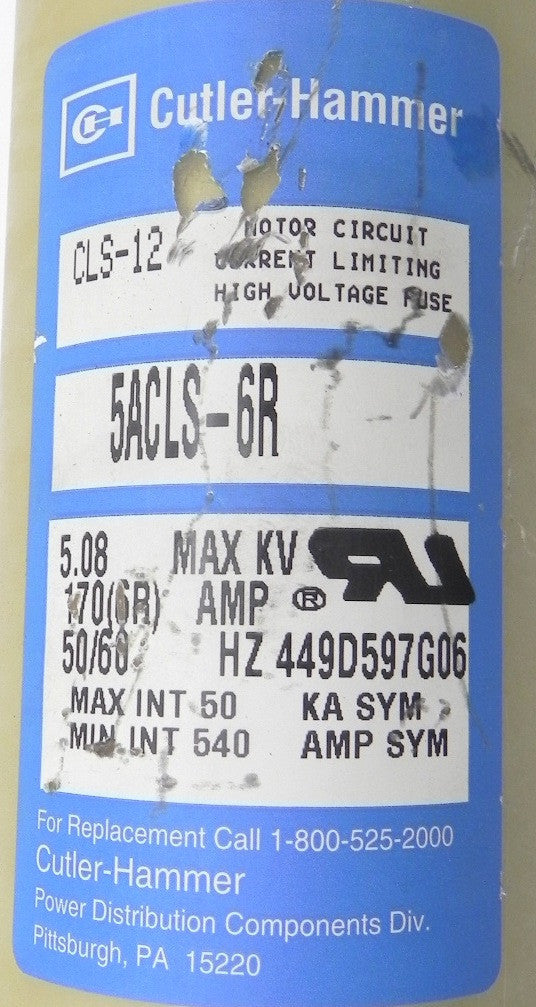 CH Cutler-Hammer
CLS-12
MOTOR CIRCUIT
CURRENT LIMITING
HIGH VOLTAGE FUSE
5ACLS-6R
5.08 MAX KV
170(6R) AMP ®
50/60 HZ 449D597G06
MAX INT 50 KA SYM
MIN INT 540 AMP SYM
For Replacement Call 1-800-525-2000
Cutler-Hammer
Power Distribution Components Div.
Pittsburgh, PA 15220